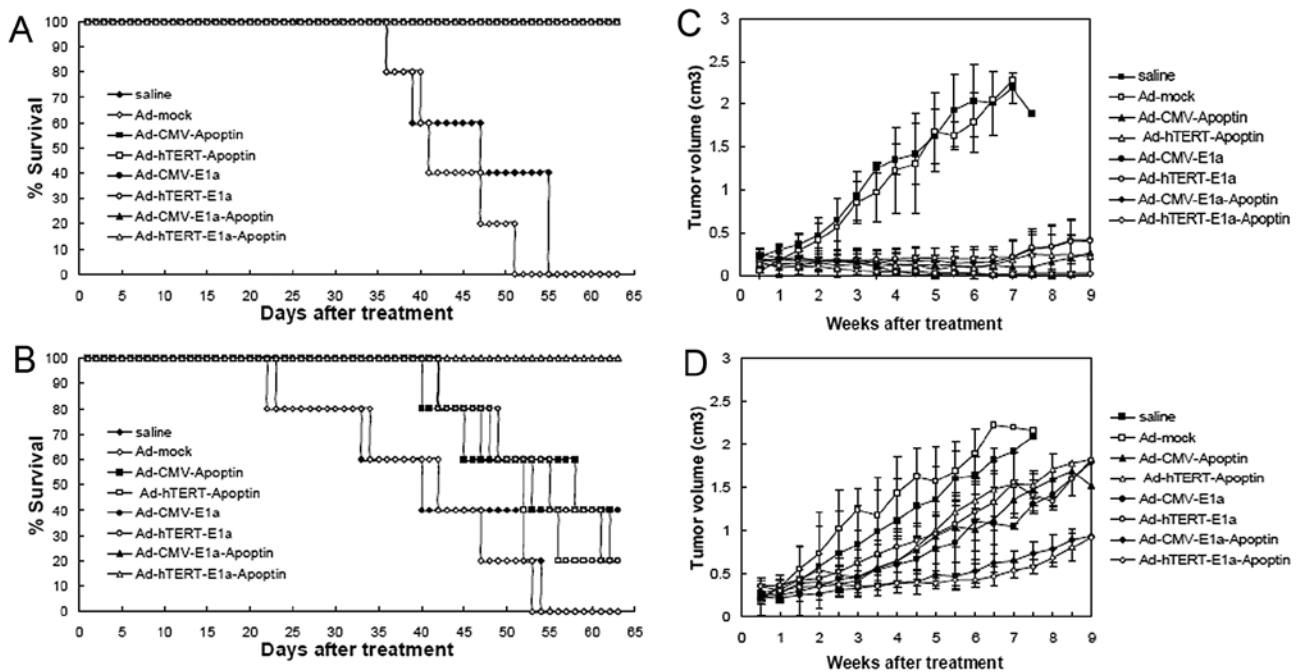 A
% Survival
100
90
80
70
60
50
40
30
20
10
0
saline
Ad-mock
Ad-CMV-Apoptin
Ad-hTERT-Apoptin
Ad-CMV-E1a
Ad-hTERT-E1a
Ad-CMV-E1a-Apoptin
Ad-hTERT-E1a-Apoptin
0 5 10 15 20 25 30 35 40 45 50 55 60 65
Days after treatment
C
Tumor volume (cm3)
3
2.5
2
1.5
1
0.5
0
0 1 2 3 4 5 6 7 8 9
Weeks after treatment
saline
Ad-mock
Ad-CMV-Apoptin
Ad-hTERT-Apoptin
Ad-CMV-E1a
Ad-hTERT-E1a
Ad-CMV-E1a-Apoptin
Ad-hTERT-E1a-Apoptin
B
% Survival
100
90
80
70
60
50
40
30
20
10
0
saline
Ad-mock
Ad-CMV-Apoptin
Ad-hTERT-Apoptin
Ad-CMV-E1a
Ad-hTERT-E1a
Ad-CMV-E1a-Apoptin
Ad-hTERT-E1a-Apoptin
0 5 10 15 20 25 30 35 40 45 50 55 60 65
Days after treatment
D
Tumor volume (cm3)
3
2.5
2
1.5
1
0.5
0
0 1 2 3 4 5 6 7 8 9
Weeks after treatment
saline
Ad-mock
Ad-CMV-Apoptin
Ad-hTERT-Apoptin
Ad-CMV-E1a
Ad-hTERT-E1a
Ad-CMV-E1a-Apoptin
Ad-hTERT-E1a-Apoptin